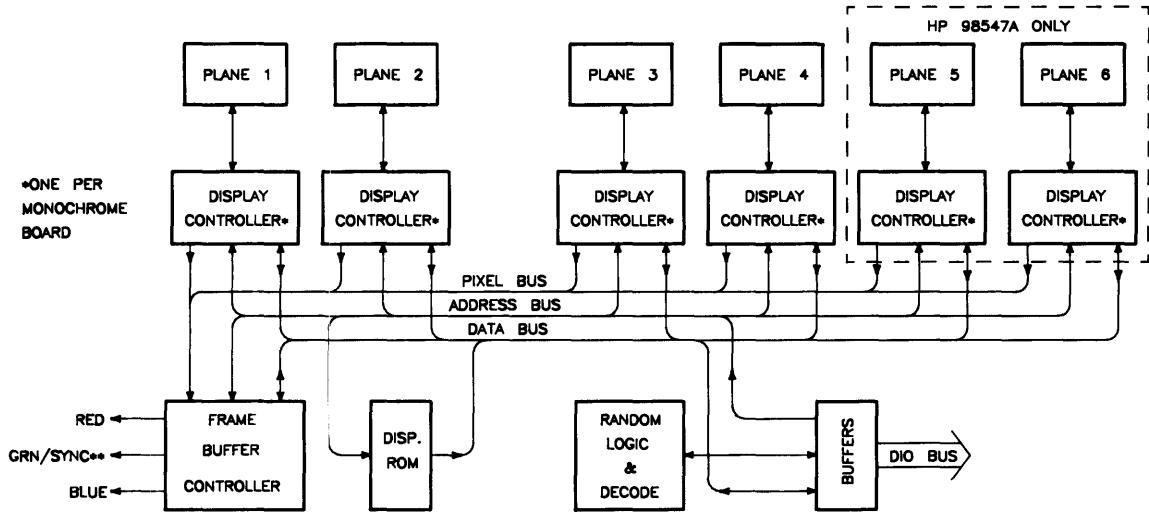 HP 98547A ONLY
PLANE 1
PLANE 2
PLANE 3
PLANE 4
PLANE 5
PLANE 6
*ONE PER
MONOCHROME
BOARD
DISPLAY
CONTROLLER*
DISPLAY
CONTROLLER*
DISPLAY
CONTROLLER*
DISPLAY
CONTROLLER*
DISPLAY
CONTROLLER*
DISPLAY
CONTROLLER*
PIXEL BUS
ADDRESS BUS
DATA BUS
RED
GRN/SYNC**
BLUE
FRAME
BUFFER
CONTROLLER
DISP.
ROM
RANDOM
LOGIC
&
DECODE
BUFFERS
DIO BUS